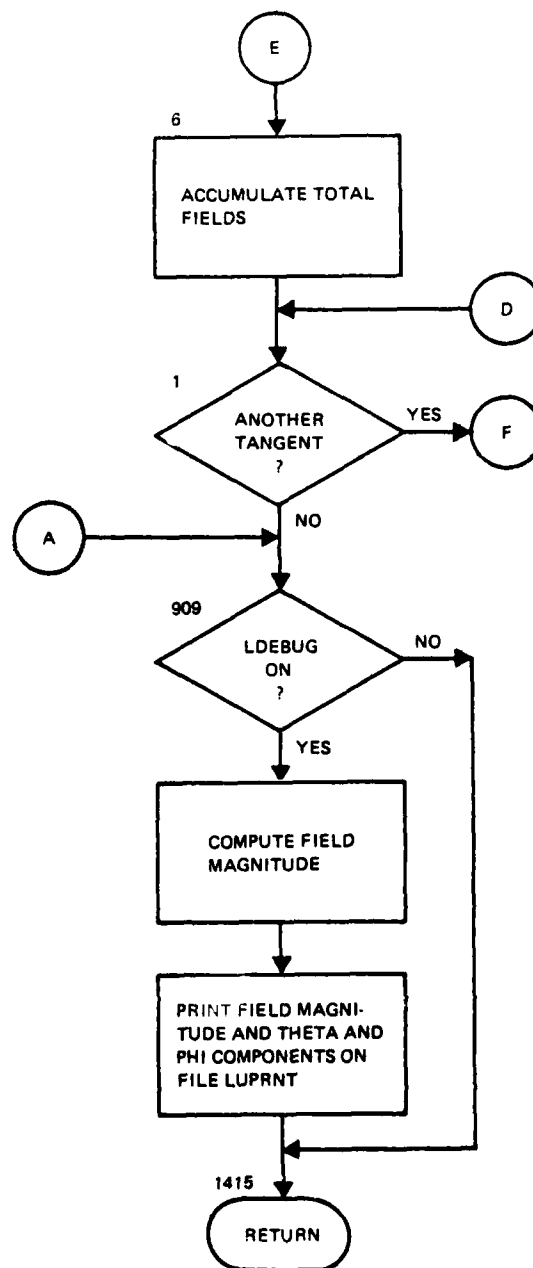 E
6
ACCUMULATE TOTAL
FIELDS
D
1
ANOTHER
TANGENT
?
YES
F
NO
A
909
LDEBUG
ON
?
NO
YES
COMPUTE FIELD
MAGNITUDE
PRINT FIELD MAGNI-
TUDE AND THETA AND
PHI COMPONENTS ON
FILE LUPRNT
1415
RETURN